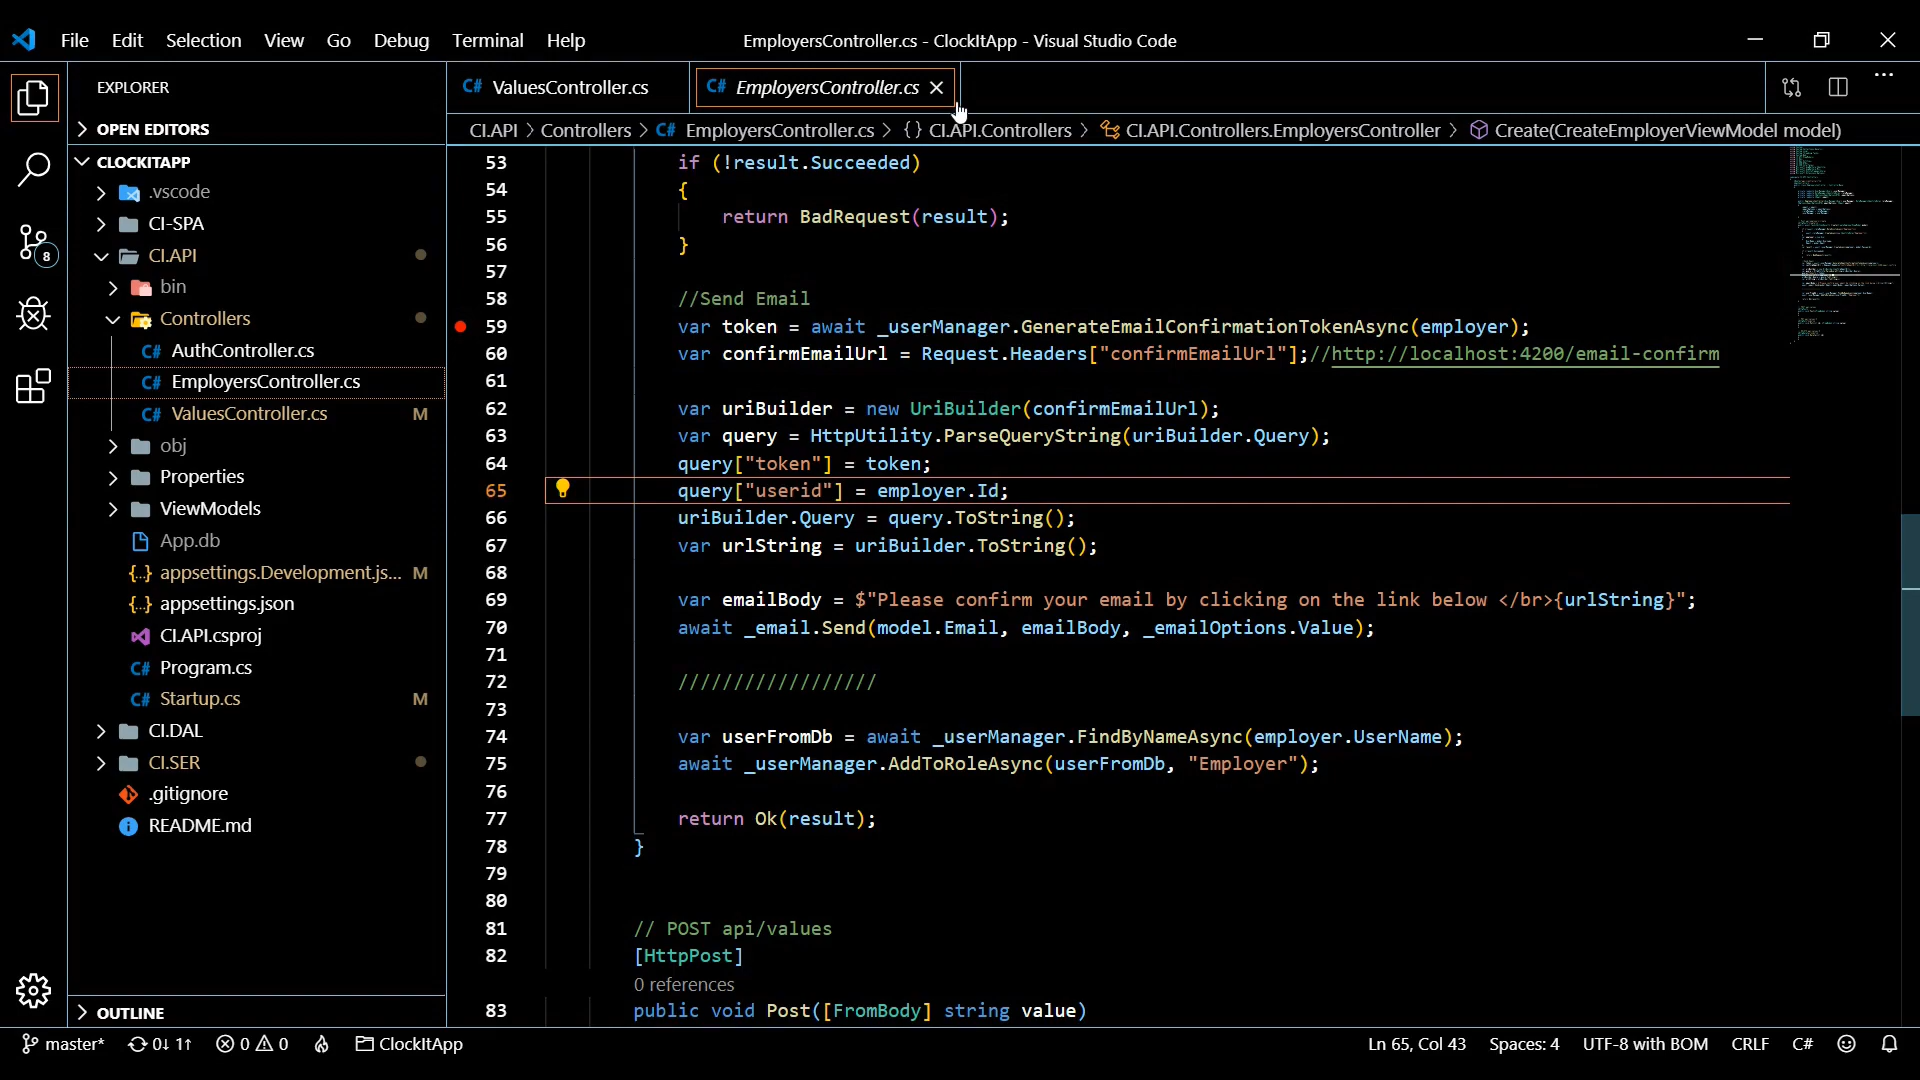 File Edit Selection View Go Debug Terminal Help
EmployersController.cs - ClockItApp - Visual Studio Code
EXPLORER
C# ValuesController.cs
C# EmployersController.cs
OPEN EDITORS
CI.API > Controllers > C# EmployersController.cs > {} CI.API.Controllers > CI.API.Controllers.EmployersController > Create(CreateEmployerViewModel model)
CLOCKITAPP
.vscode
CI-SPA
8
CI.API
bin
Controllers
C# AuthController.cs
C# EmployersController.cs
C# ValuesController.cs M
obj
Properties
ViewModels
App.db
{..} appsettings.Development.js... M
{..} appsettings.json
CI.API.csproj
C# Program.cs
C# Startup.cs M
CI.DAL
CI.SER
.gitignore
README.md
OUTLINE
53 if (!result.Succeeded)
54 {
55 return BadRequest(result);
56 }
57
58 //Send Email
59 var token = await _userManager.GenerateEmailConfirmationTokenAsync(employer);
60 var confirmEmailUrl = Request.Headers["confirmEmailUrl"];//http://localhost:4200/email-confirm
61
62 var uriBuilder = new UriBuilder(confirmEmailUrl);
63 var query = HttpUtility.ParseQueryString(uriBuilder.Query);
64 query["token"] = token;
65 query["userid"] = employer.Id;
66 uriBuilder.Query = query.ToString();
67 var urlString = uriBuilder.ToString();
68
69 var emailBody = $"Please confirm your email by clicking on the link below </br>{urlString}";
70 await _email.Send(model.Email, emailBody, _emailOptions.Value);
71
72 //////////////////
73
74 var userFromDb = await _userManager.FindByNameAsync(employer.UserName);
75 await _userManager.AddToRoleAsync(userFromDb, "Employer");
76
77 return Ok(result);
78 }
79
80
81 // POST api/values
82 [HttpPost]
0 references
83 public void Post([FromBody] string value)
master* 0↓ 1↑ 0 0 ClockItApp
Ln 65, Col 43 Spaces: 4 UTF-8 with BOM CRLF C#